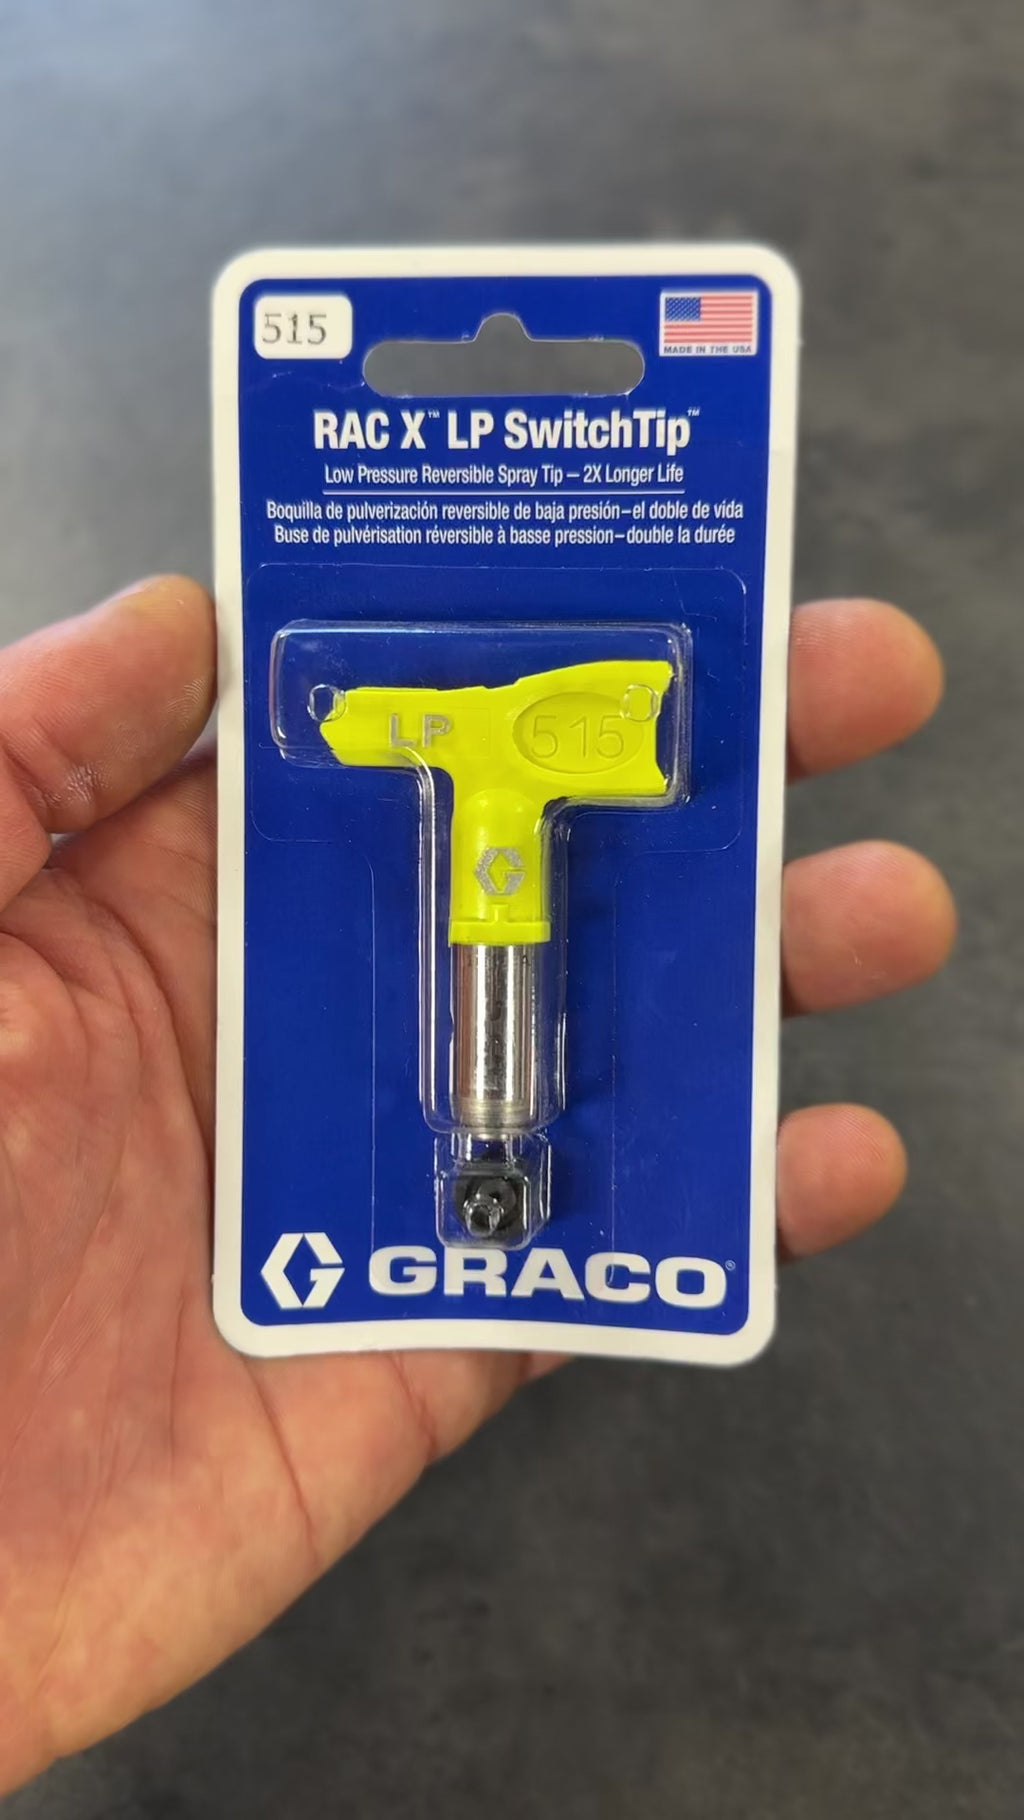 515
MADE IN THE USA
RAC X™ LP SwitchTip™
Low Pressure Reversible Spray Tip – 2X Longer Life
Boquilla de pulverización reversible de baja presión–el doble de vida
Buse de pulvérisation réversible à basse pression–double la durée
LP 515
GRACO®